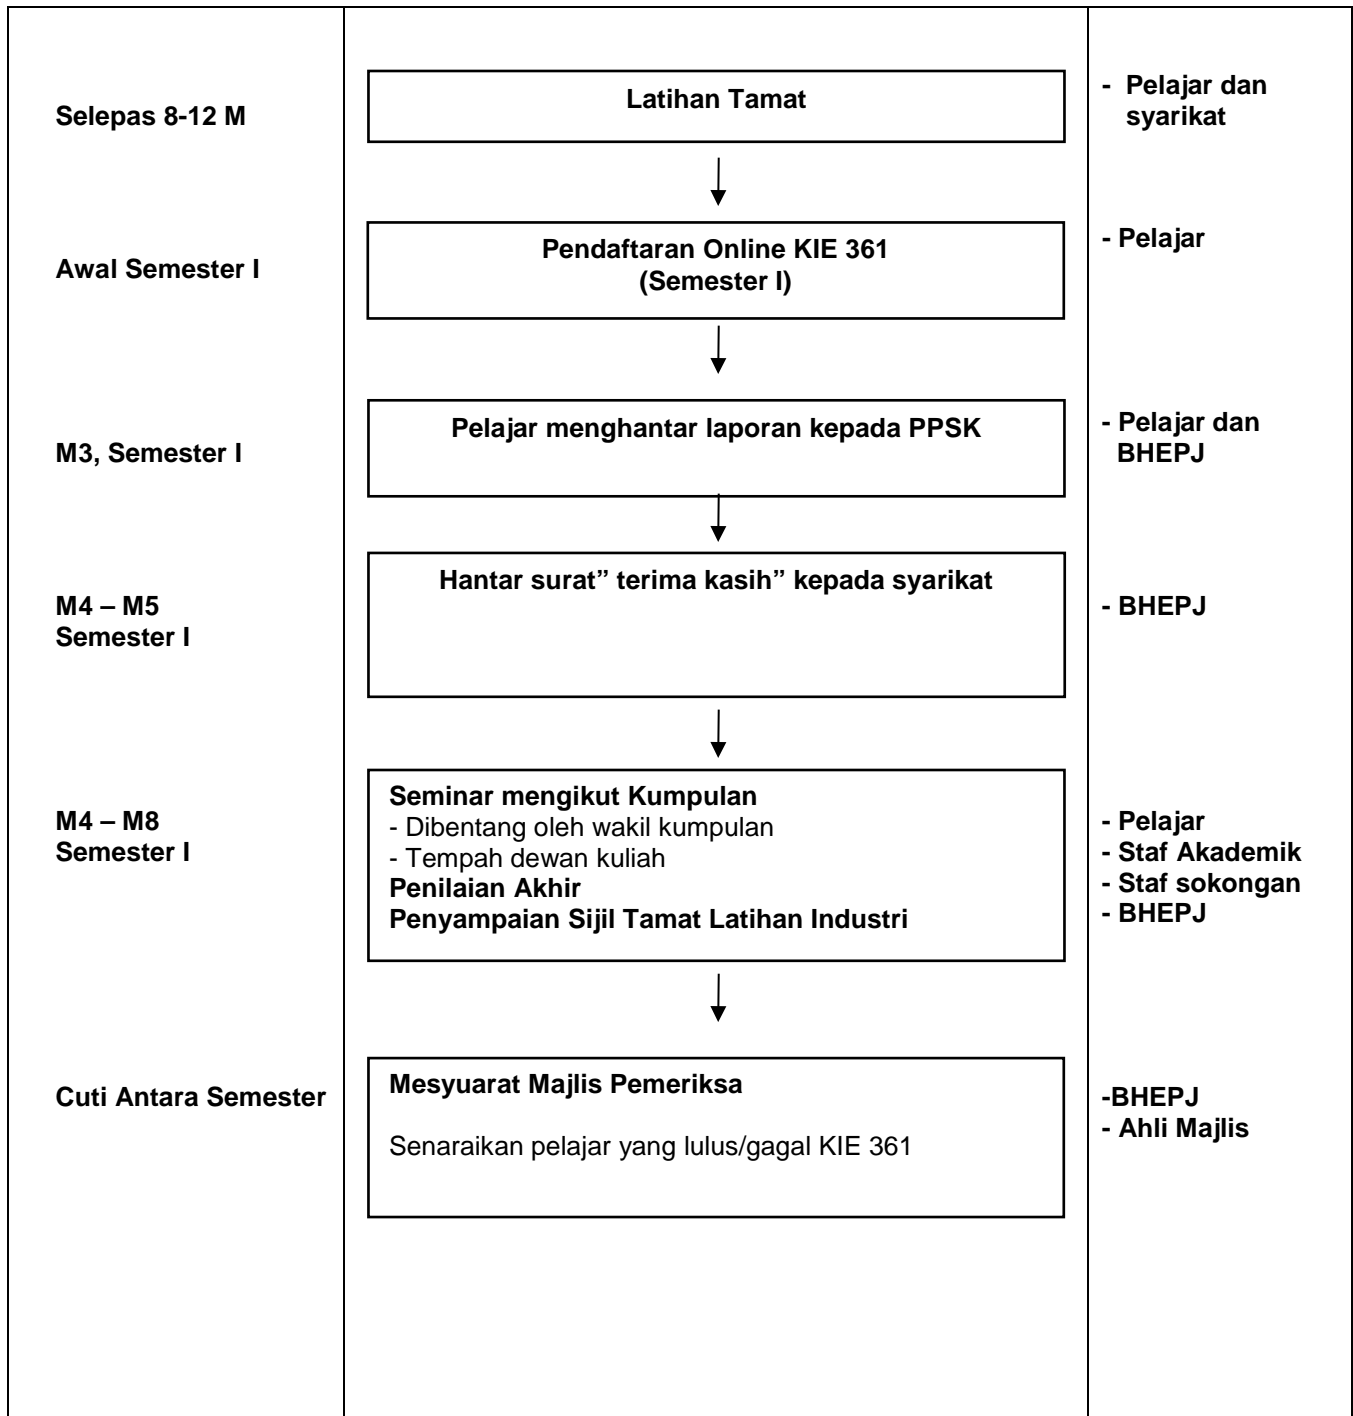 Selepas 8-12 M
Latihan Tamat
- Pelajar dan
syarikat
Awal Semester I
Pendaftaran Online KIE 361
(Semester I)
- Pelajar
M3, Semester I
Pelajar menghantar laporan kepada PPSK
- Pelajar dan
BHEPJ
M4 – M5
Semester I
Hantar surat” terima kasih” kepada syarikat
- BHEPJ
M4 – M8
Semester I
Seminar mengikut Kumpulan
- Dibentang oleh wakil kumpulan
- Tempah dewan kuliah
Penilaian Akhir
Penyampaian Sijil Tamat Latihan Industri
- Pelajar
- Staf Akademik
- Staf sokongan
- BHEPJ
Cuti Antara Semester
Mesyuarat Majlis Pemeriksa
Senaraikan pelajar yang lulus/gagal KIE 361
-BHEPJ
- Ahli Majlis